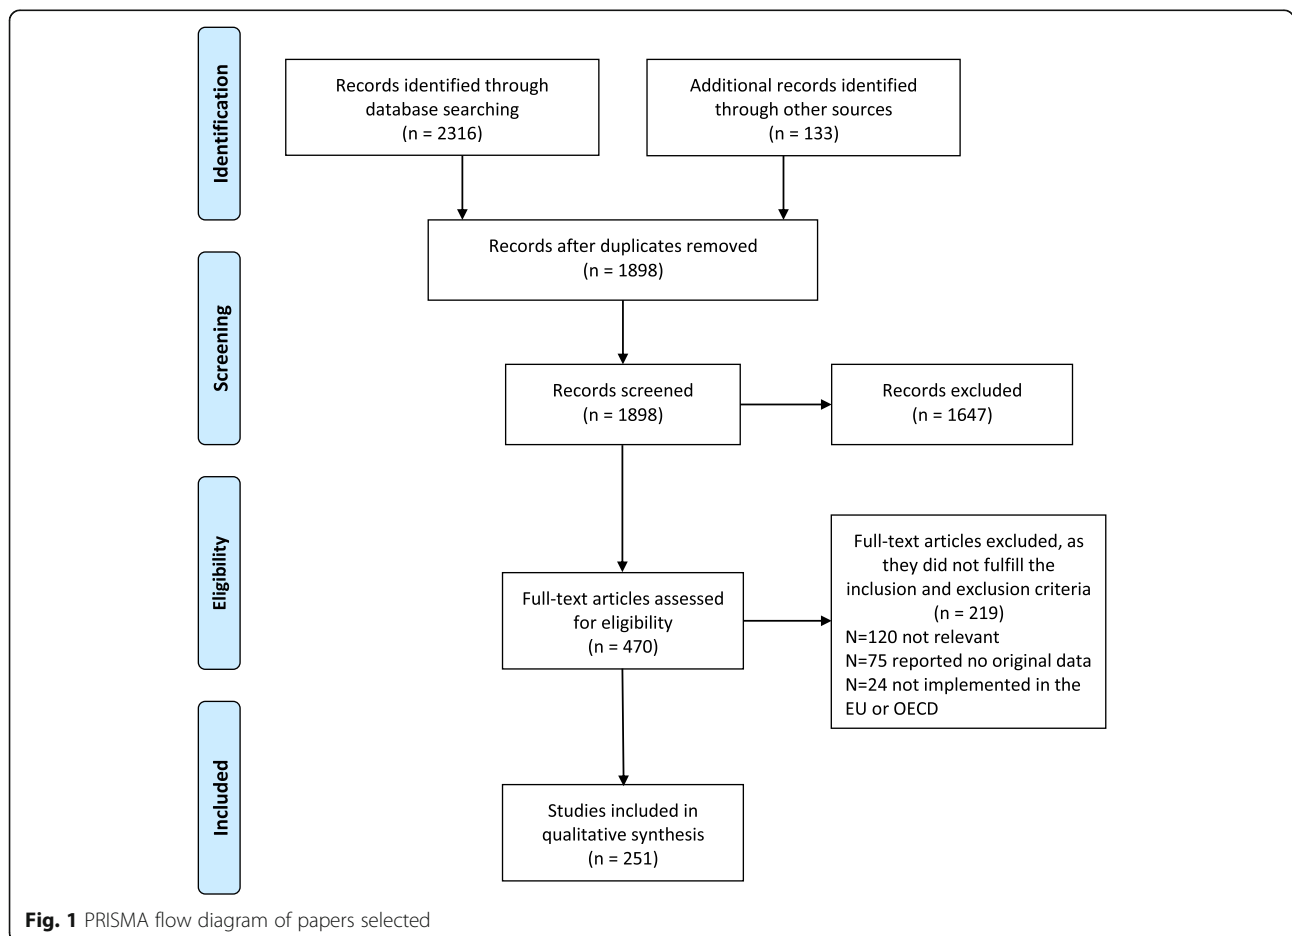 Identification
Records identified through
database searching
(n = 2316)
Additional records identified
through other sources
(n = 133)
Records after duplicates removed
(n = 1898)
Screening
Records screened
(n = 1898)
Records excluded
(n = 1647)
Eligibility
Full-text articles assessed
for eligibility
(n = 470)
Full-text articles excluded, as
they did not fulfill the
inclusion and exclusion criteria
(n = 219)
N=120 not relevant
N=75 reported no original data
N=24 not implemented in the
EU or OECD
Included
Studies included in
qualitative synthesis
(n = 251)
Fig. 1 PRISMA flow diagram of papers selected